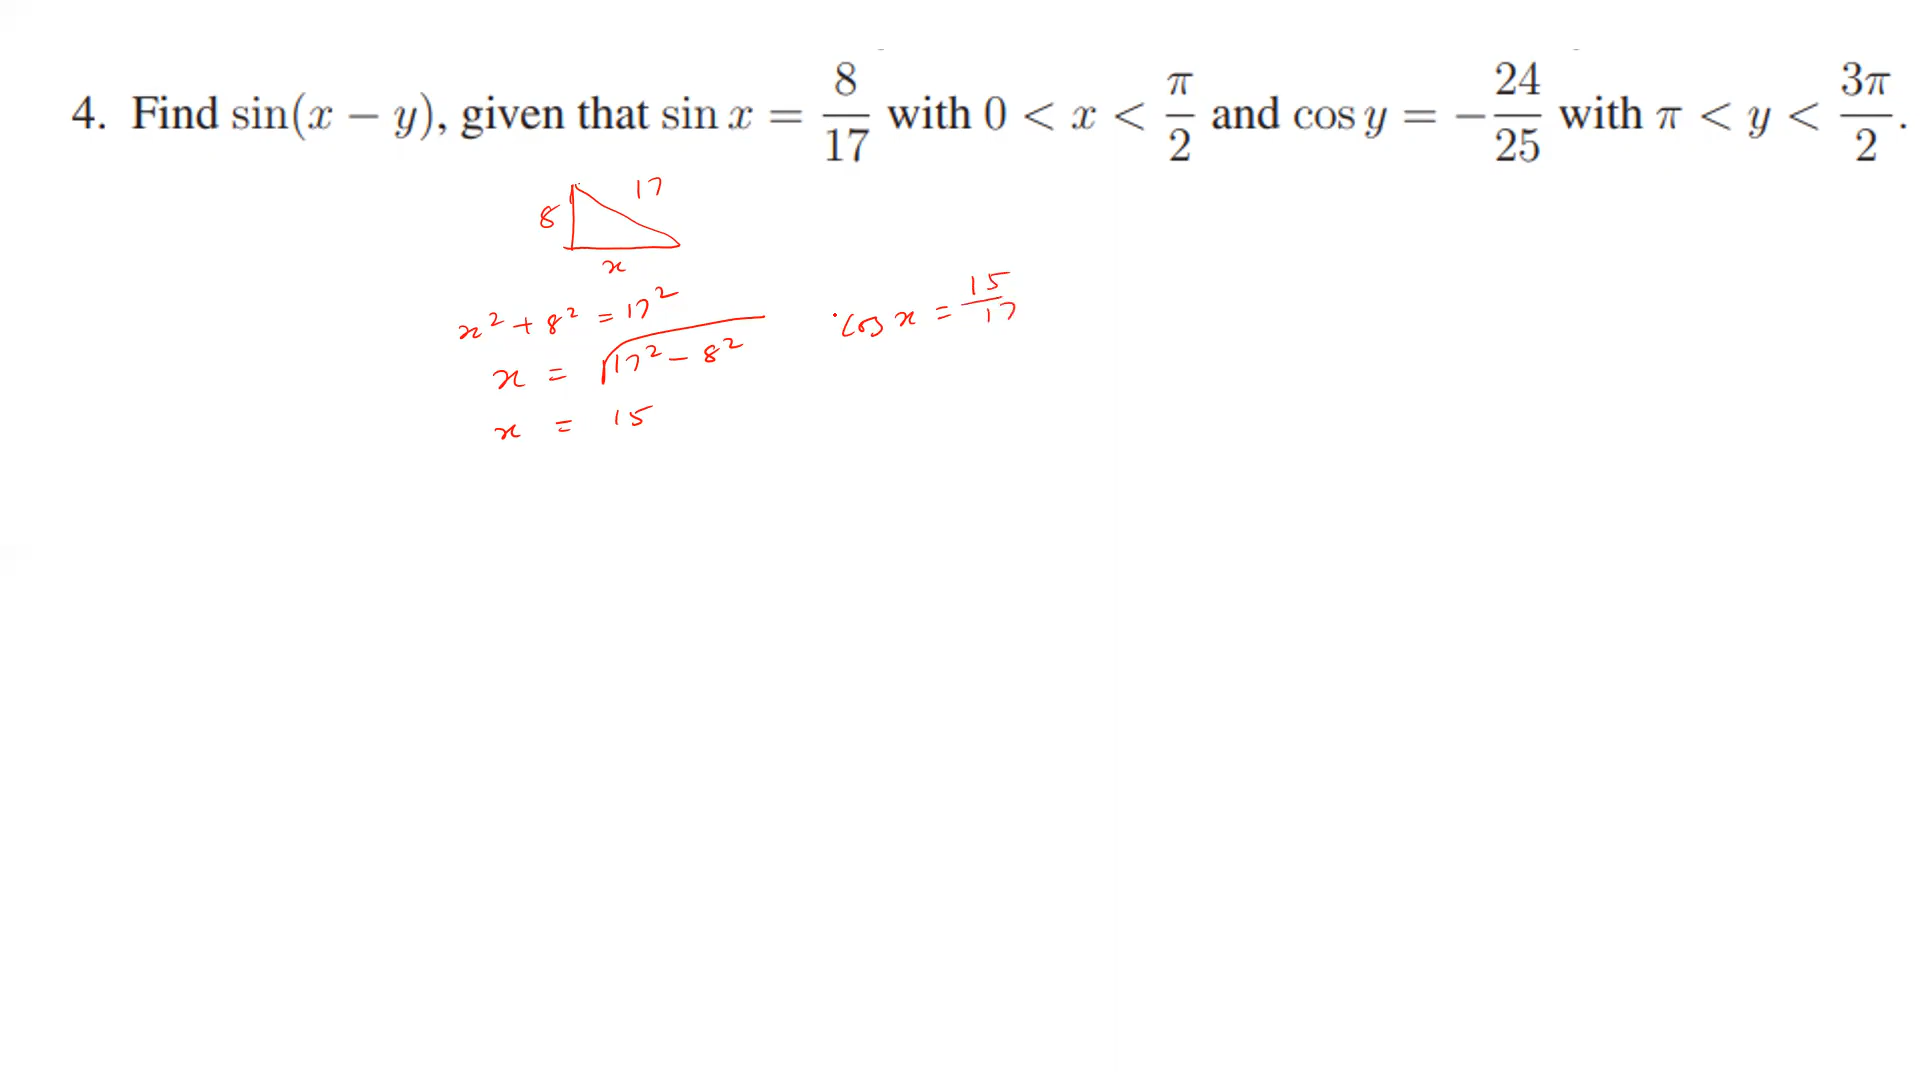 4. Find sin(x − y), given that sin x = 8/17 with 0 < x < π/2 and cos y = −24/25 with π < y < 3π/2.
8
17
x
x² + 8² = 17²
cos x = 15/17
x = √(17² − 8²)
x = 15